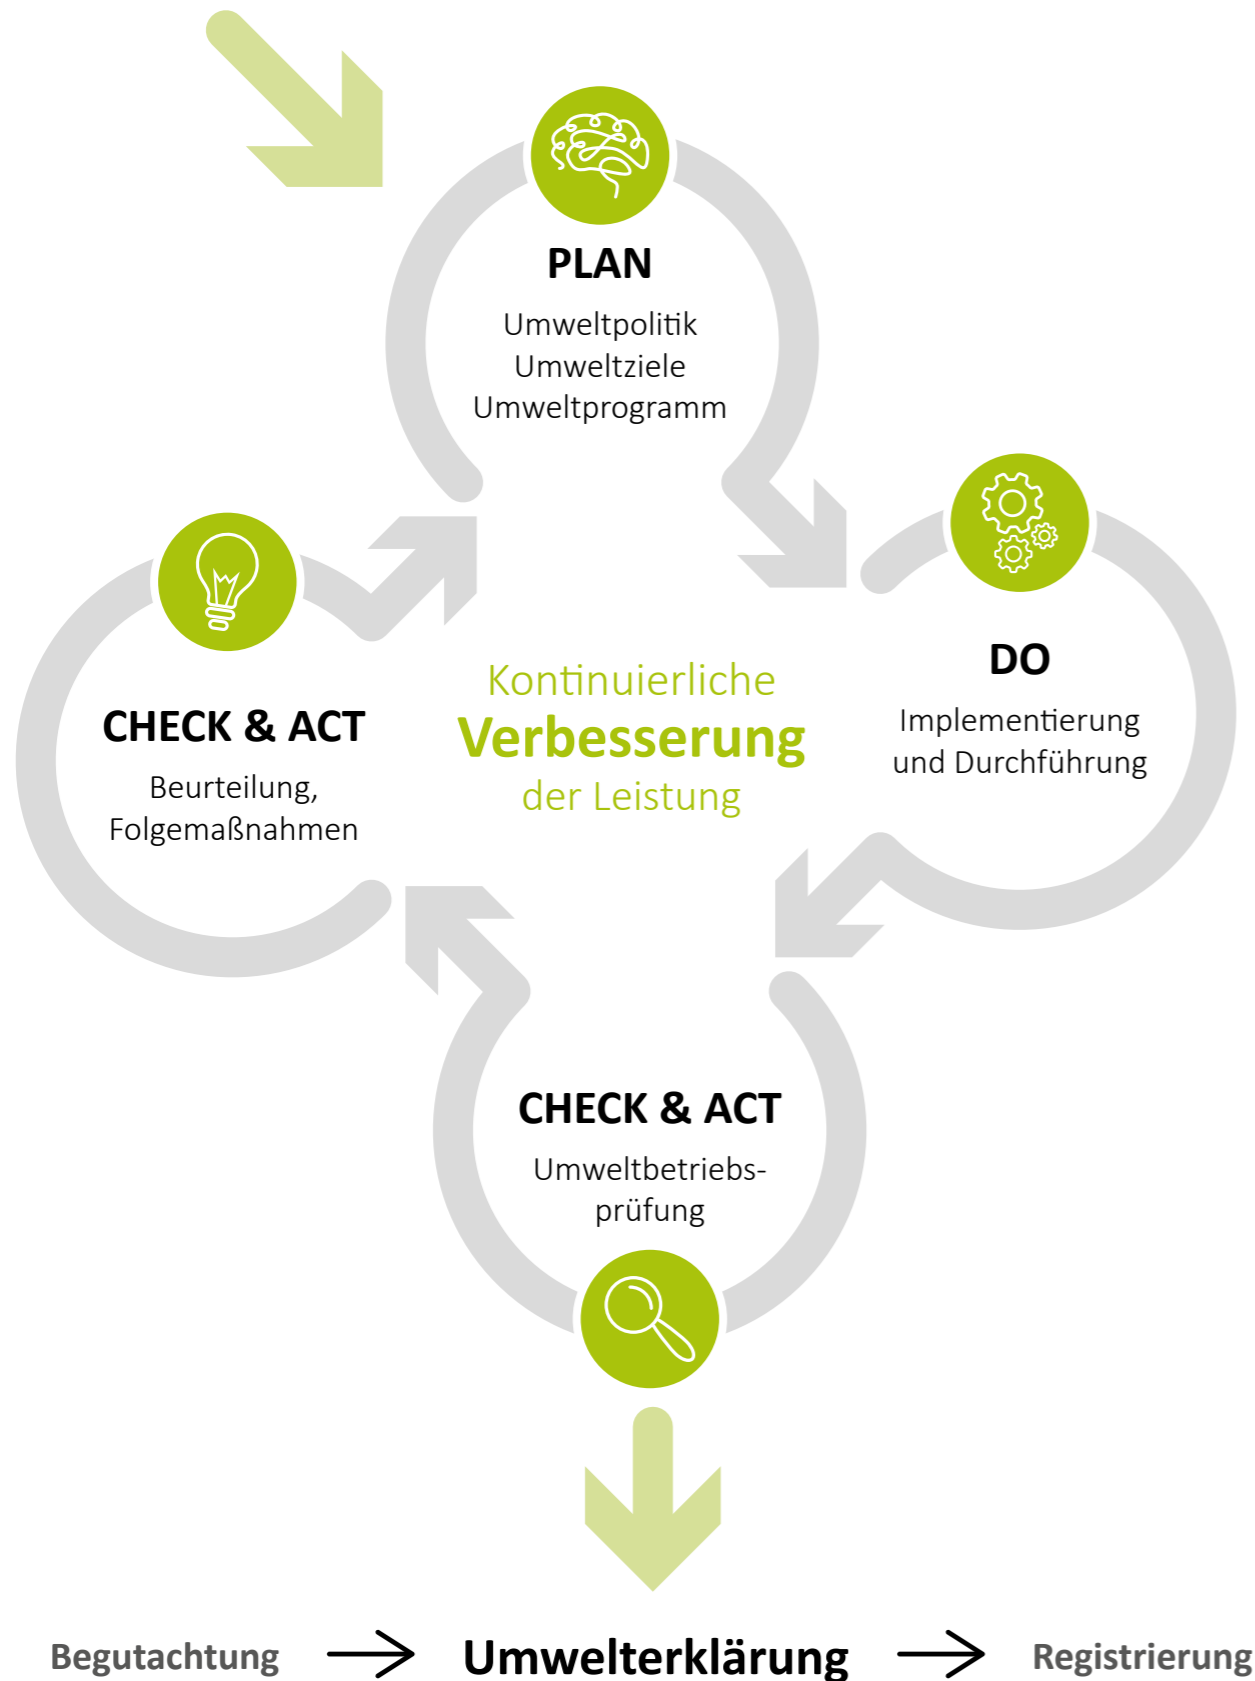 PLAN
Umweltpolitik
Umweltziele
Umweltprogramm
DO
Implementierung
und Durchführung
CHECK & ACT
Beurteilung,
Folgemaßnahmen
Kontinuierliche
Verbesserung
der Leistung
CHECK & ACT
Umweltbetriebs-
prüfung
Begutachtung → Umwelterklärung → Registrierung